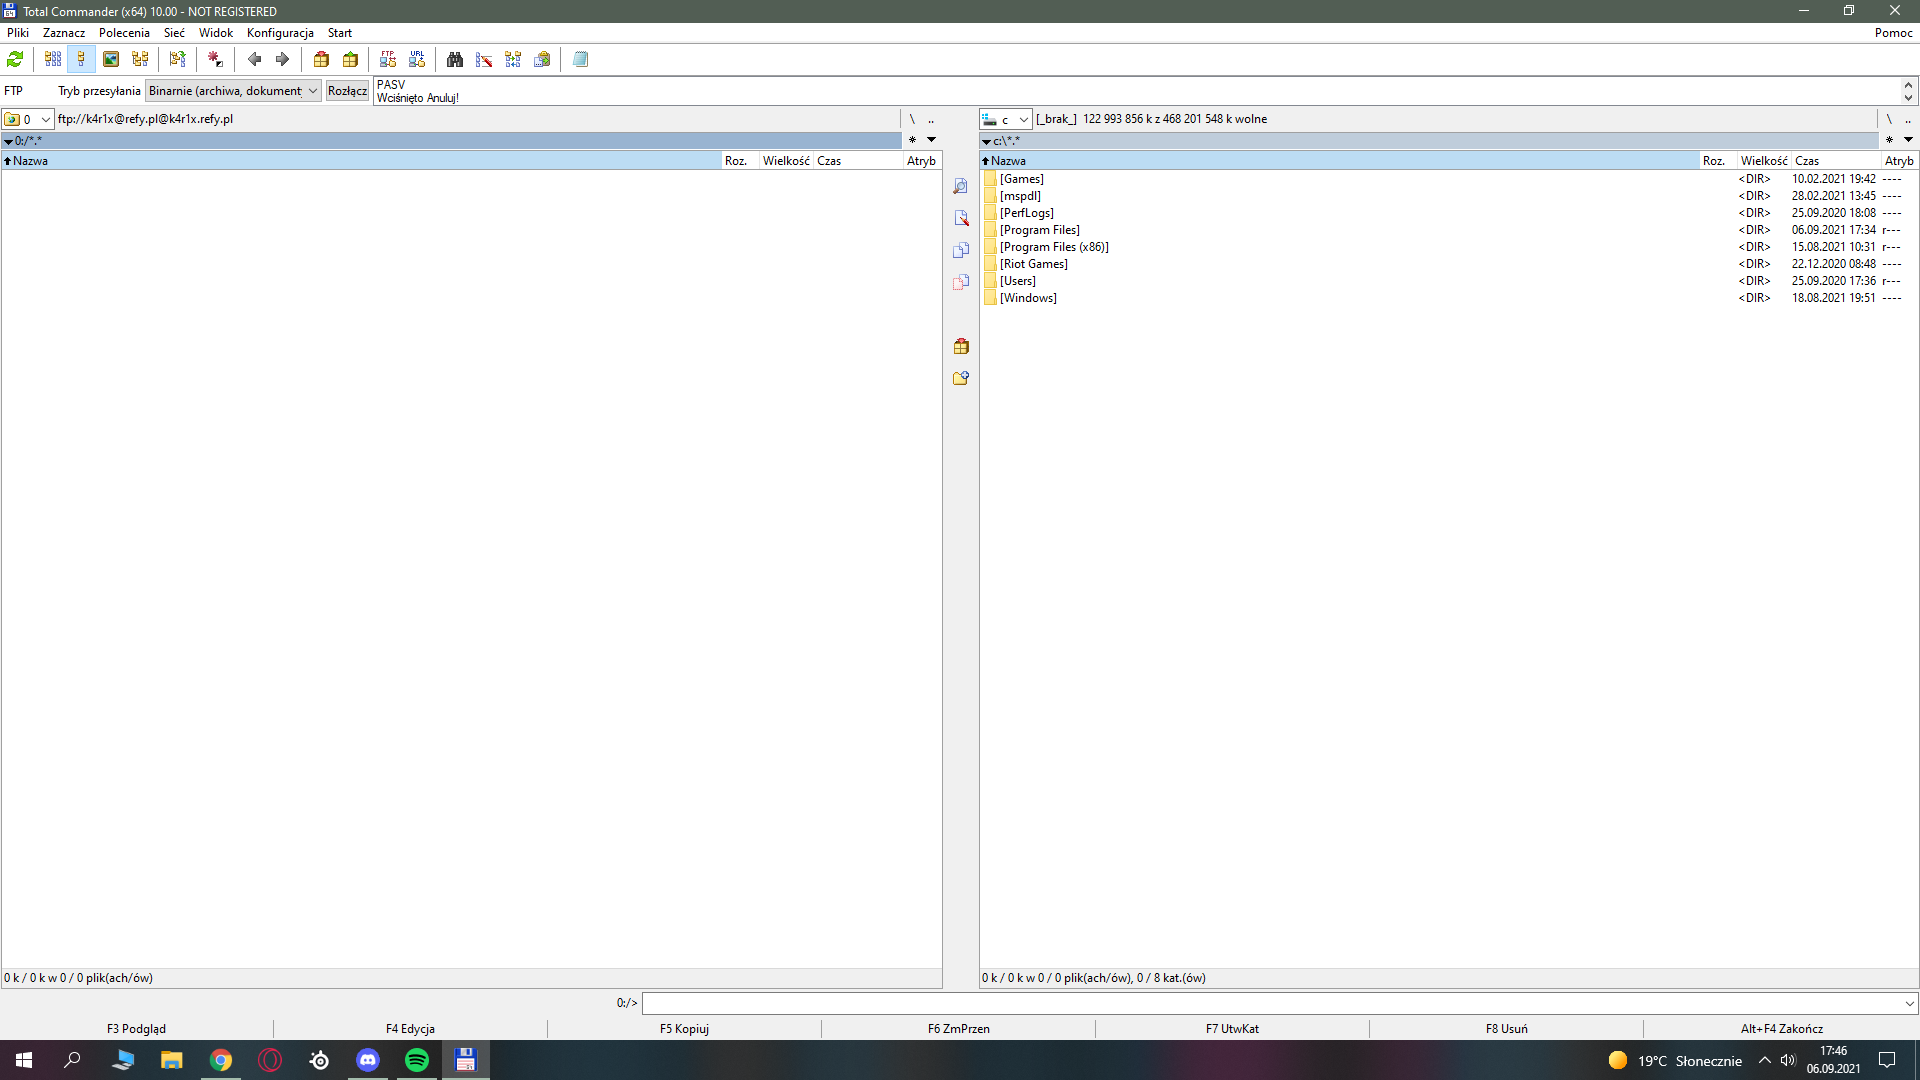 Total Commander (x64) 10.00 - NOT REGISTERED
Pliki Zaznacz Polecenia Sieć Widok Konfiguracja Start Pomoc
FTP URL
FTP Tryb przesyłania Binarnie (archiwa, dokument Rozłącz
PASV
Wciśnięto Anuluj!
0 ftp://k4r1x@refy.pl@k4r1x.refy.pl \ ..
0:/*.* * 
Nazwa Roz. Wielkość Czas Atryb
0 k / 0 k w 0 / 0 plik(ach/ów)
c [_brak_] 122 993 856 k z 468 201 548 k wolne \ ..
c:\*.* *
Nazwa Roz. Wielkość Czas Atryb
[Games] <DIR> 10.02.2021 19:42 ----
[mspdl] <DIR> 28.02.2021 13:45 ----
[PerfLogs] <DIR> 25.09.2020 18:08 ----
[Program Files] <DIR> 06.09.2021 17:34 r---
[Program Files (x86)] <DIR> 15.08.2021 10:31 r---
[Riot Games] <DIR> 22.12.2020 08:48 ----
[Users] <DIR> 25.09.2020 17:36 r---
[Windows] <DIR> 18.08.2021 19:51 ----
0 k / 0 k w 0 / 0 plik(ach/ów), 0 / 8 kat.(ów)
0:/>
F3 Podgląd F4 Edycja F5 Kopiuj F6 ZmPrzen F7 UtwKat F8 Usuń Alt+F4 Zakończ
19°C Słonecznie 17:46
06.09.2021